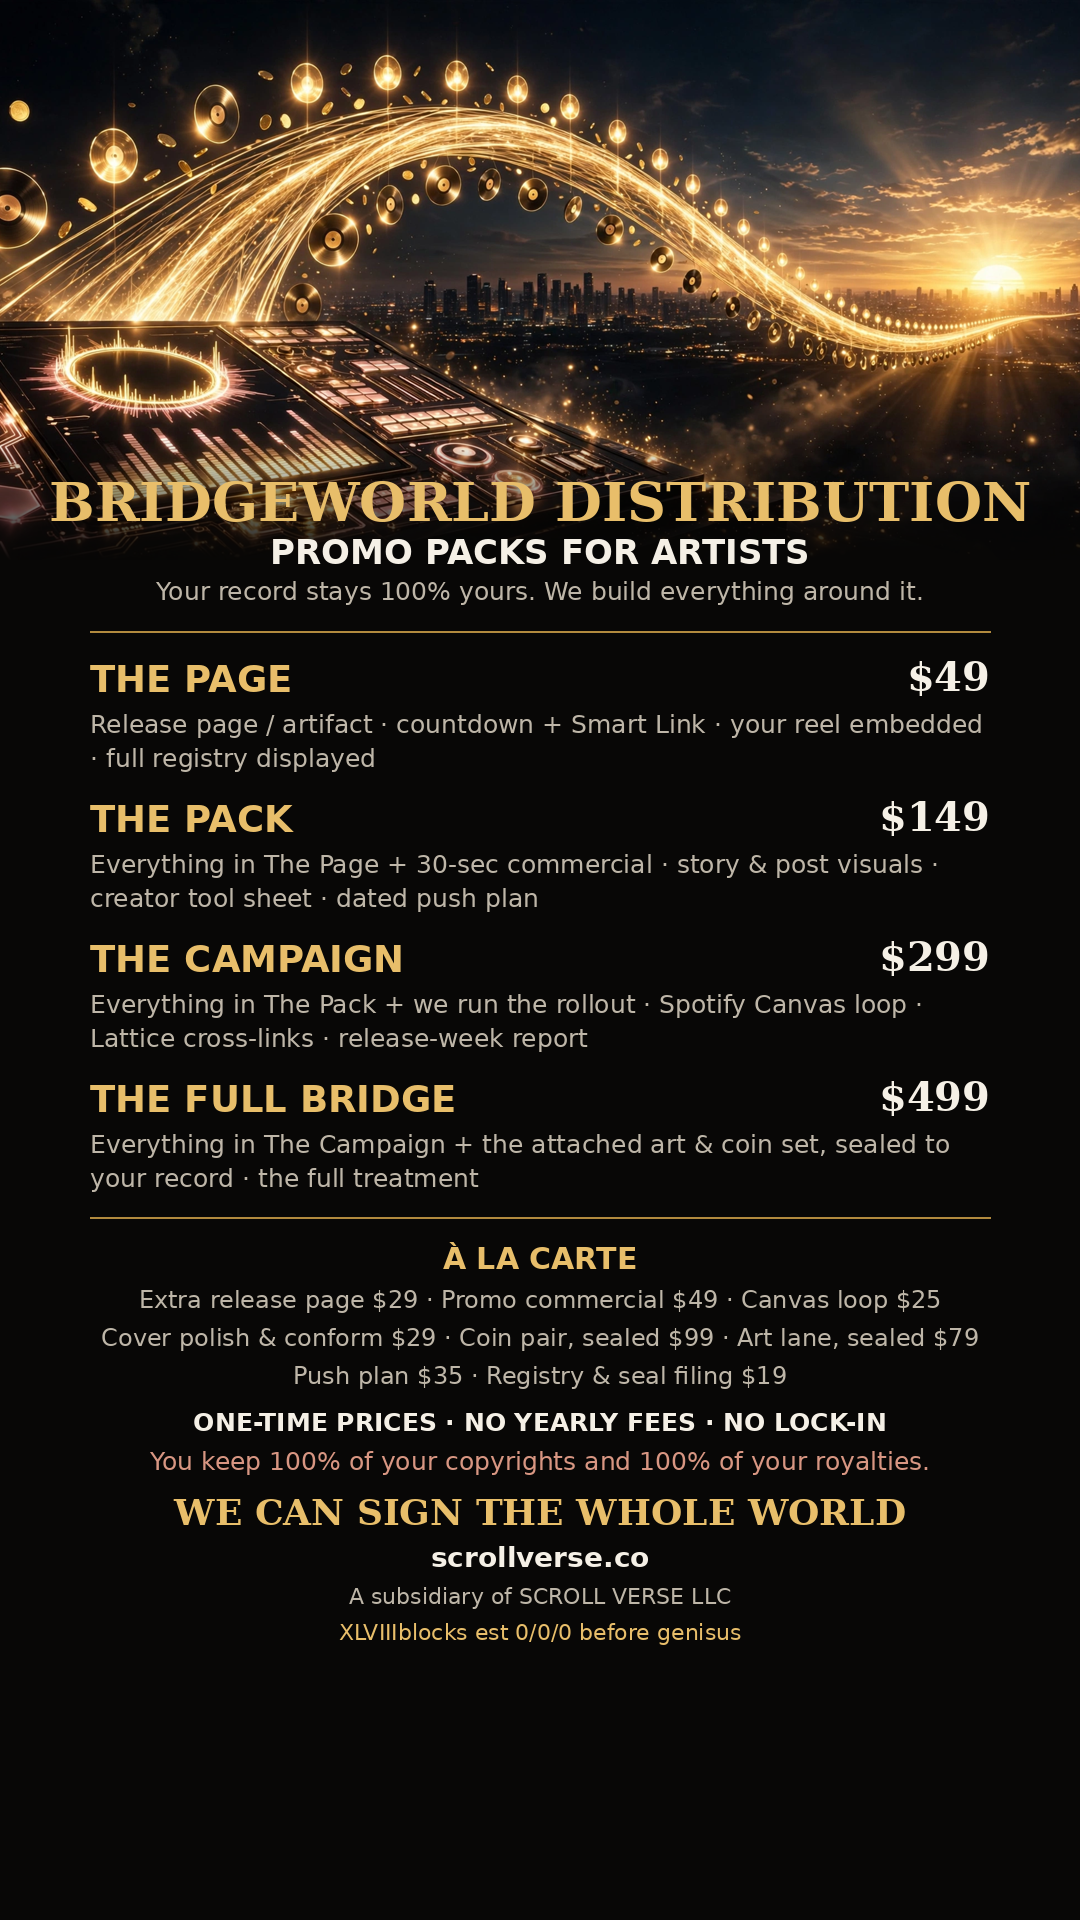 BRIDGEWORLD DISTRIBUTION
PROMO PACKS FOR ARTISTS
Your record stays 100% yours. We build everything around it.
THE PAGE $49
Release page / artifact · countdown + Smart Link · your reel embedded
· full registry displayed
THE PACK $149
Everything in The Page + 30-sec commercial · story & post visuals ·
creator tool sheet · dated push plan
THE CAMPAIGN $299
Everything in The Pack + we run the rollout · Spotify Canvas loop ·
Lattice cross-links · release-week report
THE FULL BRIDGE $499
Everything in The Campaign + the attached art & coin set, sealed to
your record · the full treatment
À LA CARTE
Extra release page $29 · Promo commercial $49 · Canvas loop $25
Cover polish & conform $29 · Coin pair, sealed $99 · Art lane, sealed $79
Push plan $35 · Registry & seal filing $19
ONE-TIME PRICES · NO YEARLY FEES · NO LOCK-IN
You keep 100% of your copyrights and 100% of your royalties.
WE CAN SIGN THE WHOLE WORLD
scrollverse.co
A subsidiary of SCROLL VERSE LLC
XLVIIIblocks est 0/0/0 before genisus